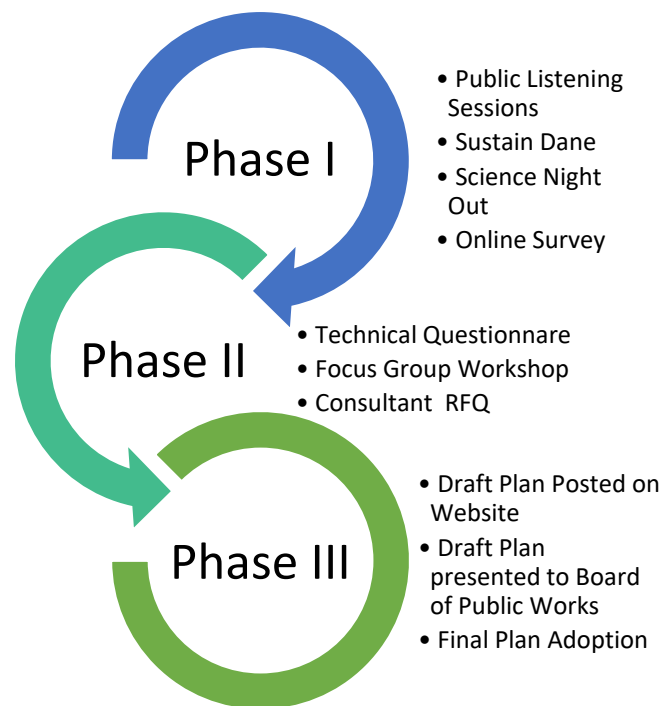 Phase I
• Public Listening
Sessions
• Sustain Dane
• Science Night
Out
• Online Survey
Phase II
• Technical Questionnare
• Focus Group Workshop
• Consultant RFQ
Phase III
• Draft Plan Posted on
Website
• Draft Plan
presented to Board
of Public Works
• Final Plan Adoption